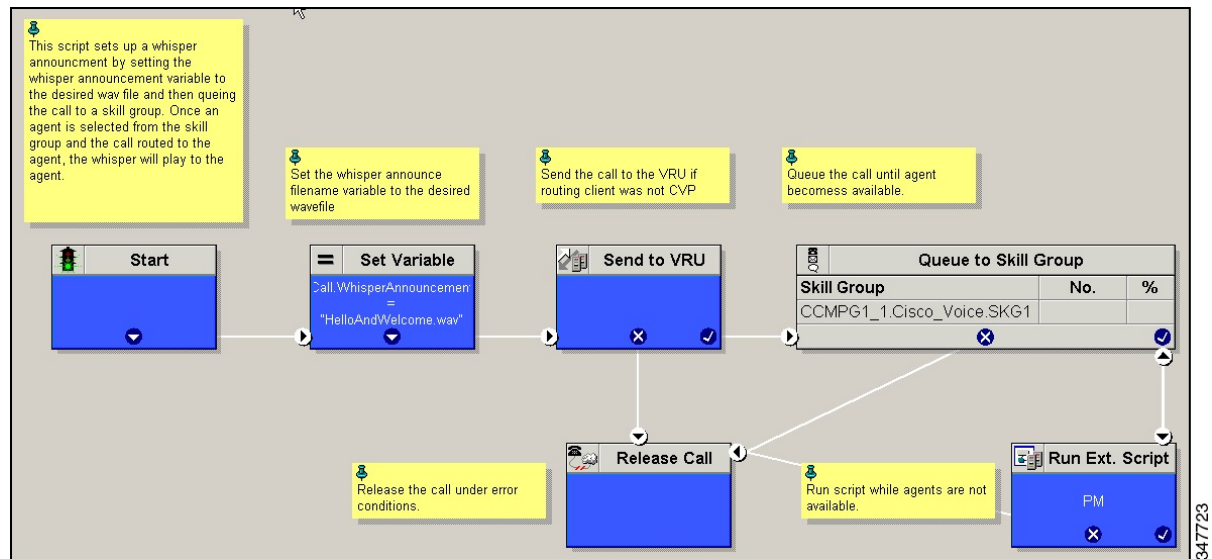 This script sets up a whisper
announcment by setting the
whisper announcement variable to
the desired wav file and then queing
the call to a skill group. Once an
agent is selected from the skill
group and the call routed to the
agent, the whisper will play to the
agent.
Set the whisper announce
filename variable to the desired
wavefile
Send the call to the VRU if
routing client was not CVP
Queue the call until agent
becomess available.
Start
= Set Variable
Call.WhisperAnnouncemen
=
"HelloAndWelcome.wav"
Send to VRU
Queue to Skill Group
Skill Group No. %
CCMPG1_1.Cisco_Voice.SKG1
Release Call
Release the call under error
conditions.
Run script while agents are not
available.
Run Ext. Script
PM
347723